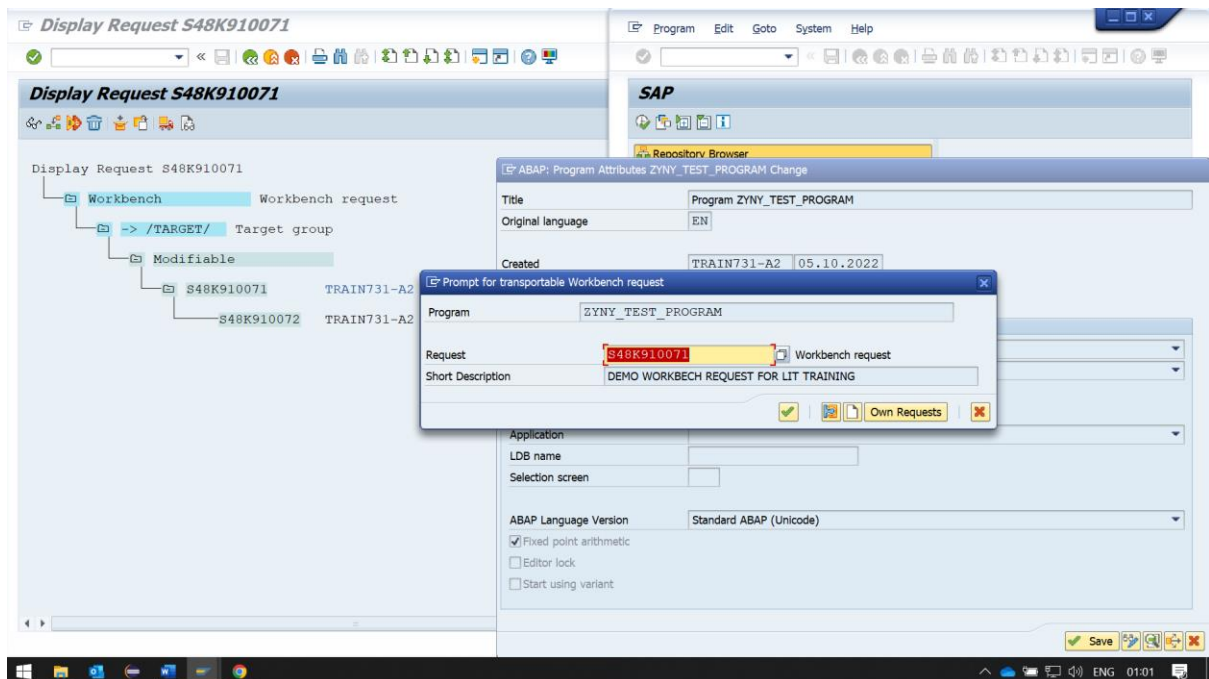 Display Request S48K910071
Program Edit Goto System Help
Display Request S48K910071
SAP
Repository Browser
Display Request S48K910071
Workbench Workbench request
-> /TARGET/ Target group
Modifiable
S48K910071 TRAIN731-A2
S48K910072 TRAIN731-A2
ABAP: Program Attributes ZYNY_TEST_PROGRAM Change
Title Program ZYNY_TEST_PROGRAM
Original language EN
Created TRAIN731-A2 05.10.2022
Prompt for transportable Workbench request
Program ZYNY_TEST_PROGRAM
Request S48K910071 Workbench request
Short Description DEMO WORKBECH REQUEST FOR LIT TRAINING
Own Requests
Application
LDB name
Selection screen
ABAP Language Version Standard ABAP (Unicode)
Fixed point arithmetic
Editor lock
Start using variant
Save
ENG 01:01